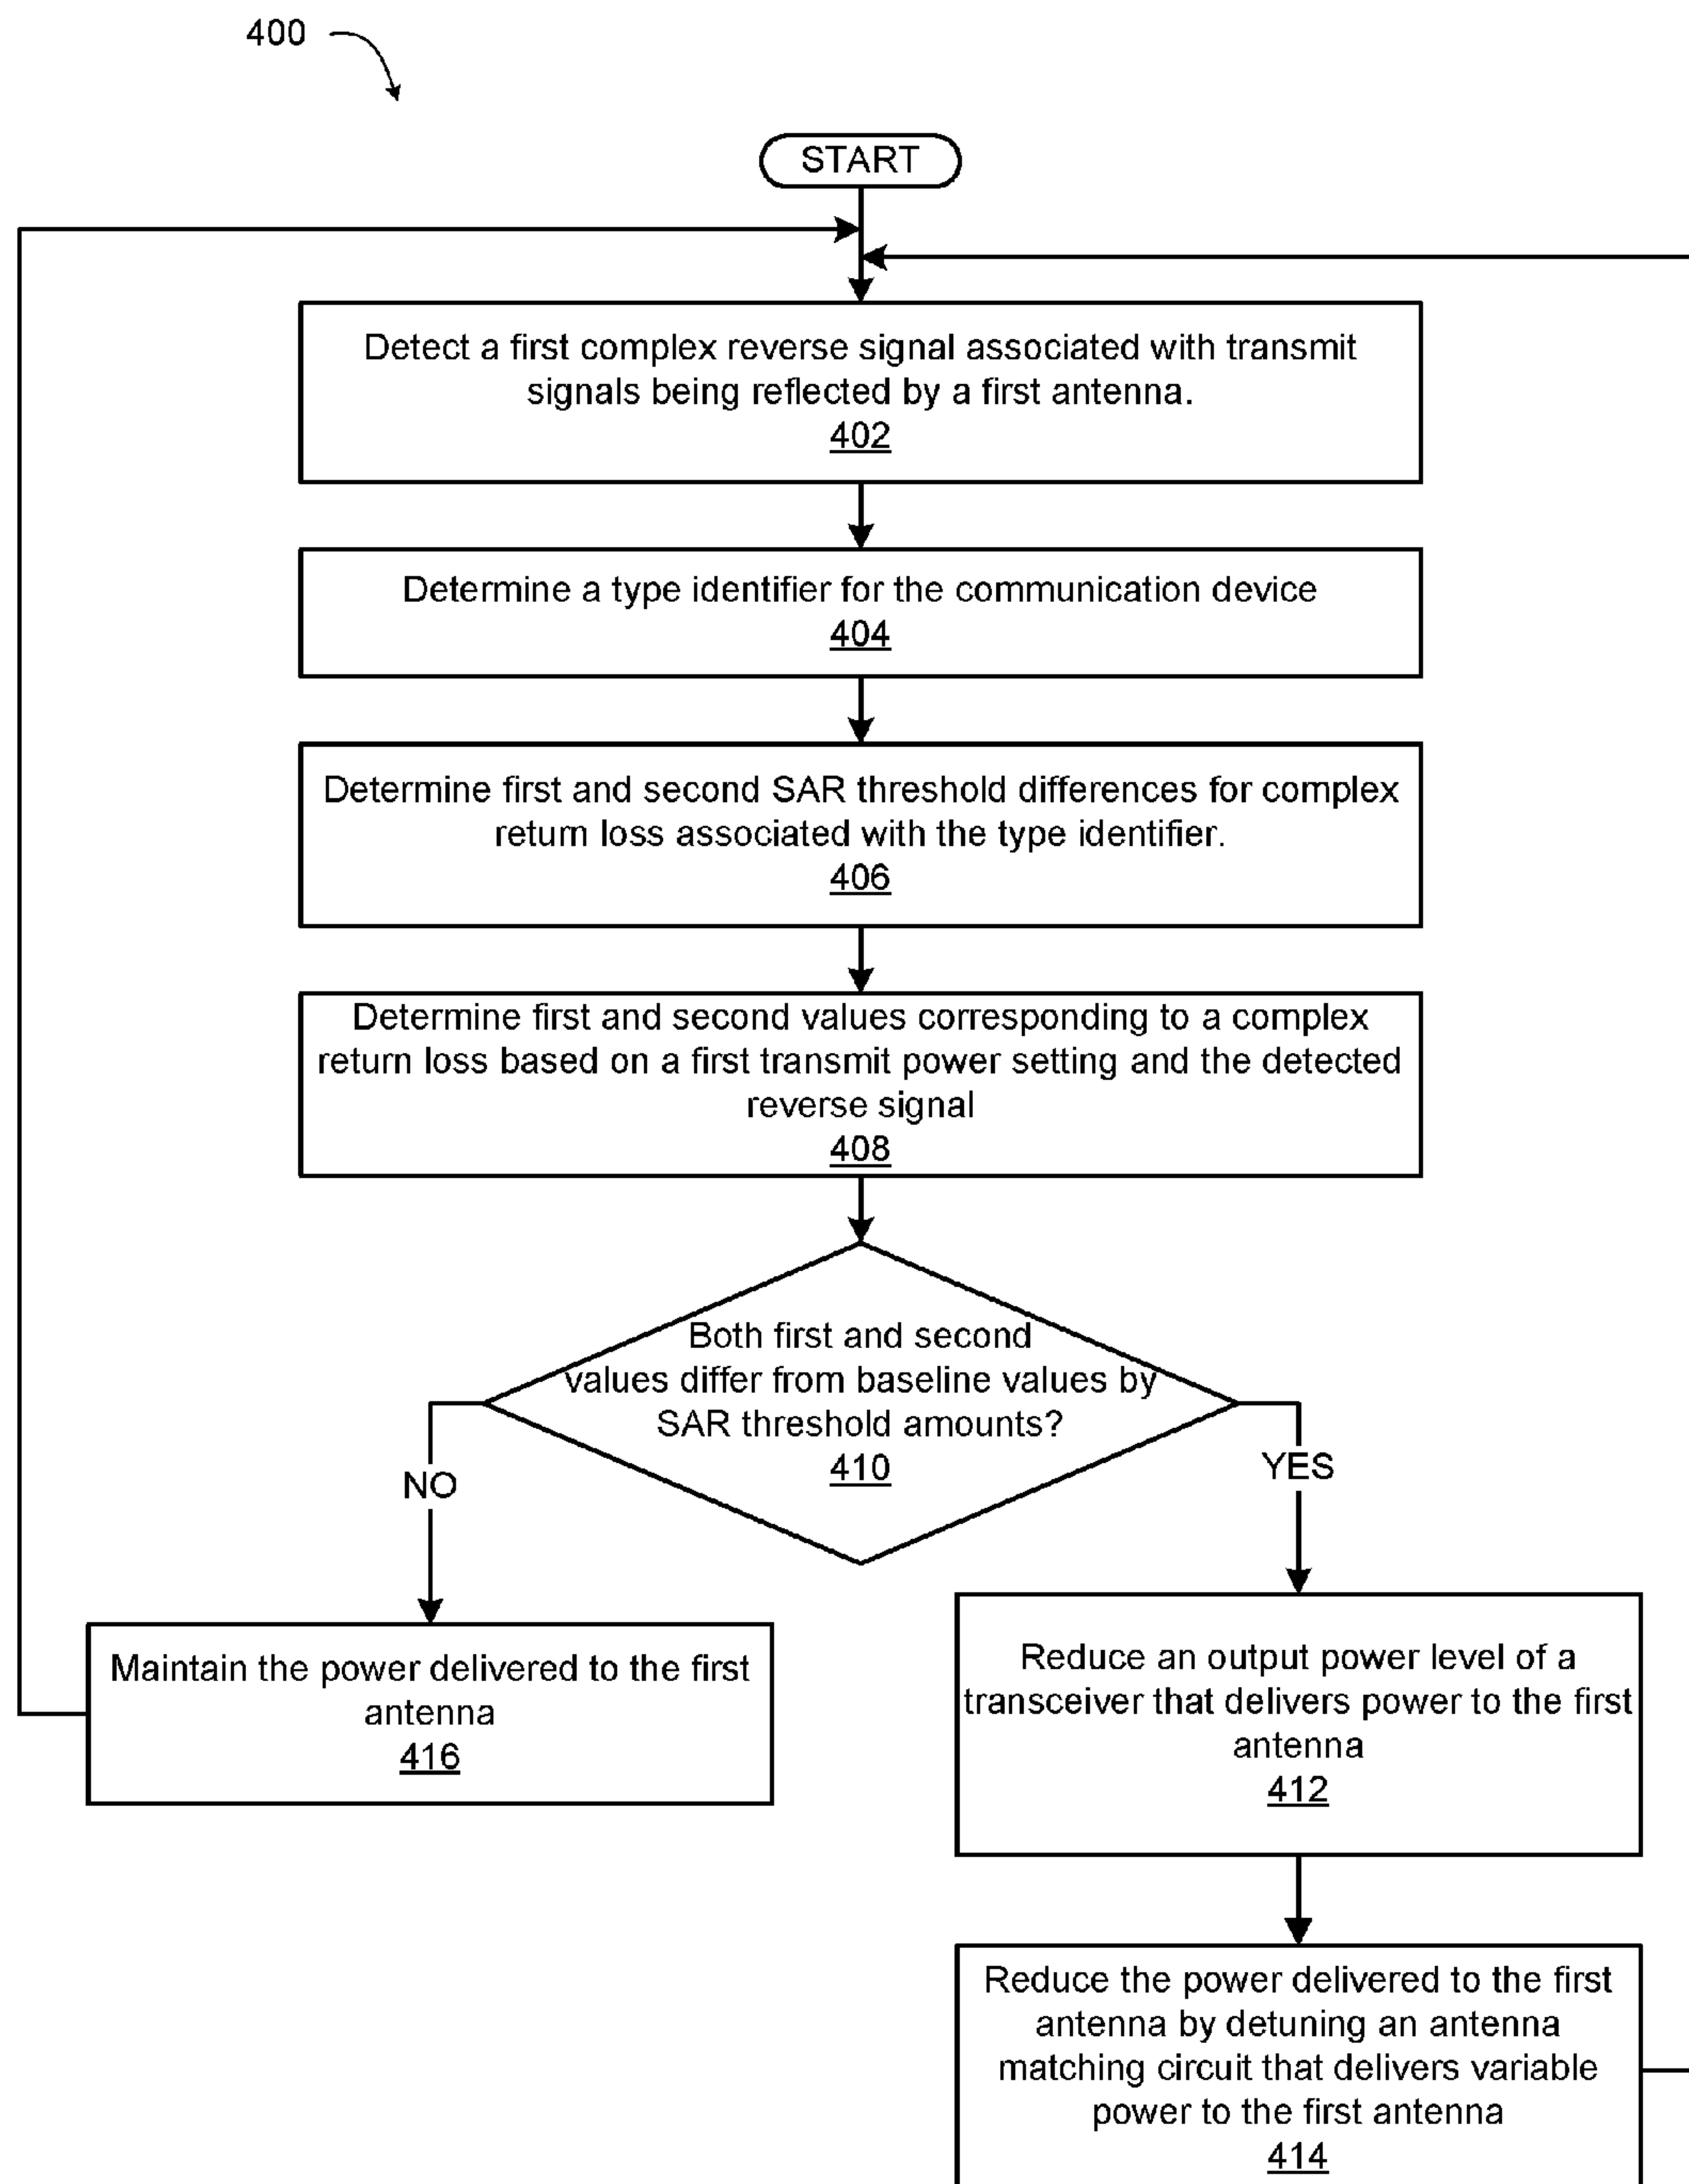 400
START
Detect a first complex reverse signal associated with transmit
signals being reflected by a first antenna.
402
Determine a type identifier for the communication device
404
Determine first and second SAR threshold differences for complex
return loss associated with the type identifier.
406
Determine first and second values corresponding to a complex
return loss based on a first transmit power setting and the detected
reverse signal
408
Both first and second
values differ from baseline values by
SAR threshold amounts?
410
NO
YES
Maintain the power delivered to the first
antenna
416
Reduce an output power level of a
transceiver that delivers power to the first
antenna
412
Reduce the power delivered to the first
antenna by detuning an antenna
matching circuit that delivers variable
power to the first antenna
414